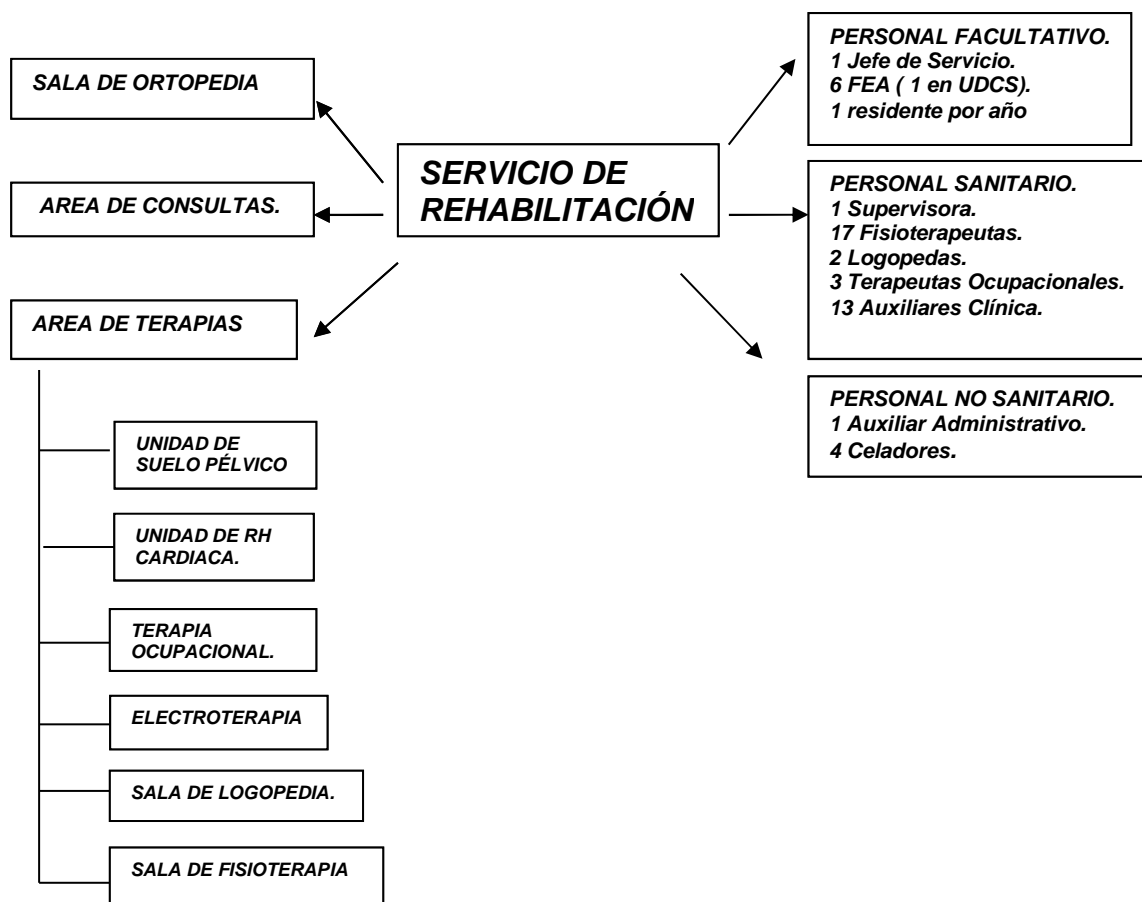 SERVICIO DE
REHABILITACIÓN
SALA DE ORTOPEDIA
AREA DE CONSULTAS.
AREA DE TERAPIAS
UNIDAD DE
SUELO PÉLVICO
UNIDAD DE RH
CARDIACA.
TERAPIA
OCUPACIONAL.
ELECTROTERAPIA
SALA DE LOGOPEDIA.
SALA DE FISIOTERAPIA
PERSONAL FACULTATIVO.
1 Jefe de Servicio.
6 FEA ( 1 en UDCS).
1 residente por año
PERSONAL SANITARIO.
1 Supervisora.
17 Fisioterapeutas.
2 Logopedas.
3 Terapeutas Ocupacionales.
13 Auxiliares Clínica.
PERSONAL NO SANITARIO.
1 Auxiliar Administrativo.
4 Celadores.